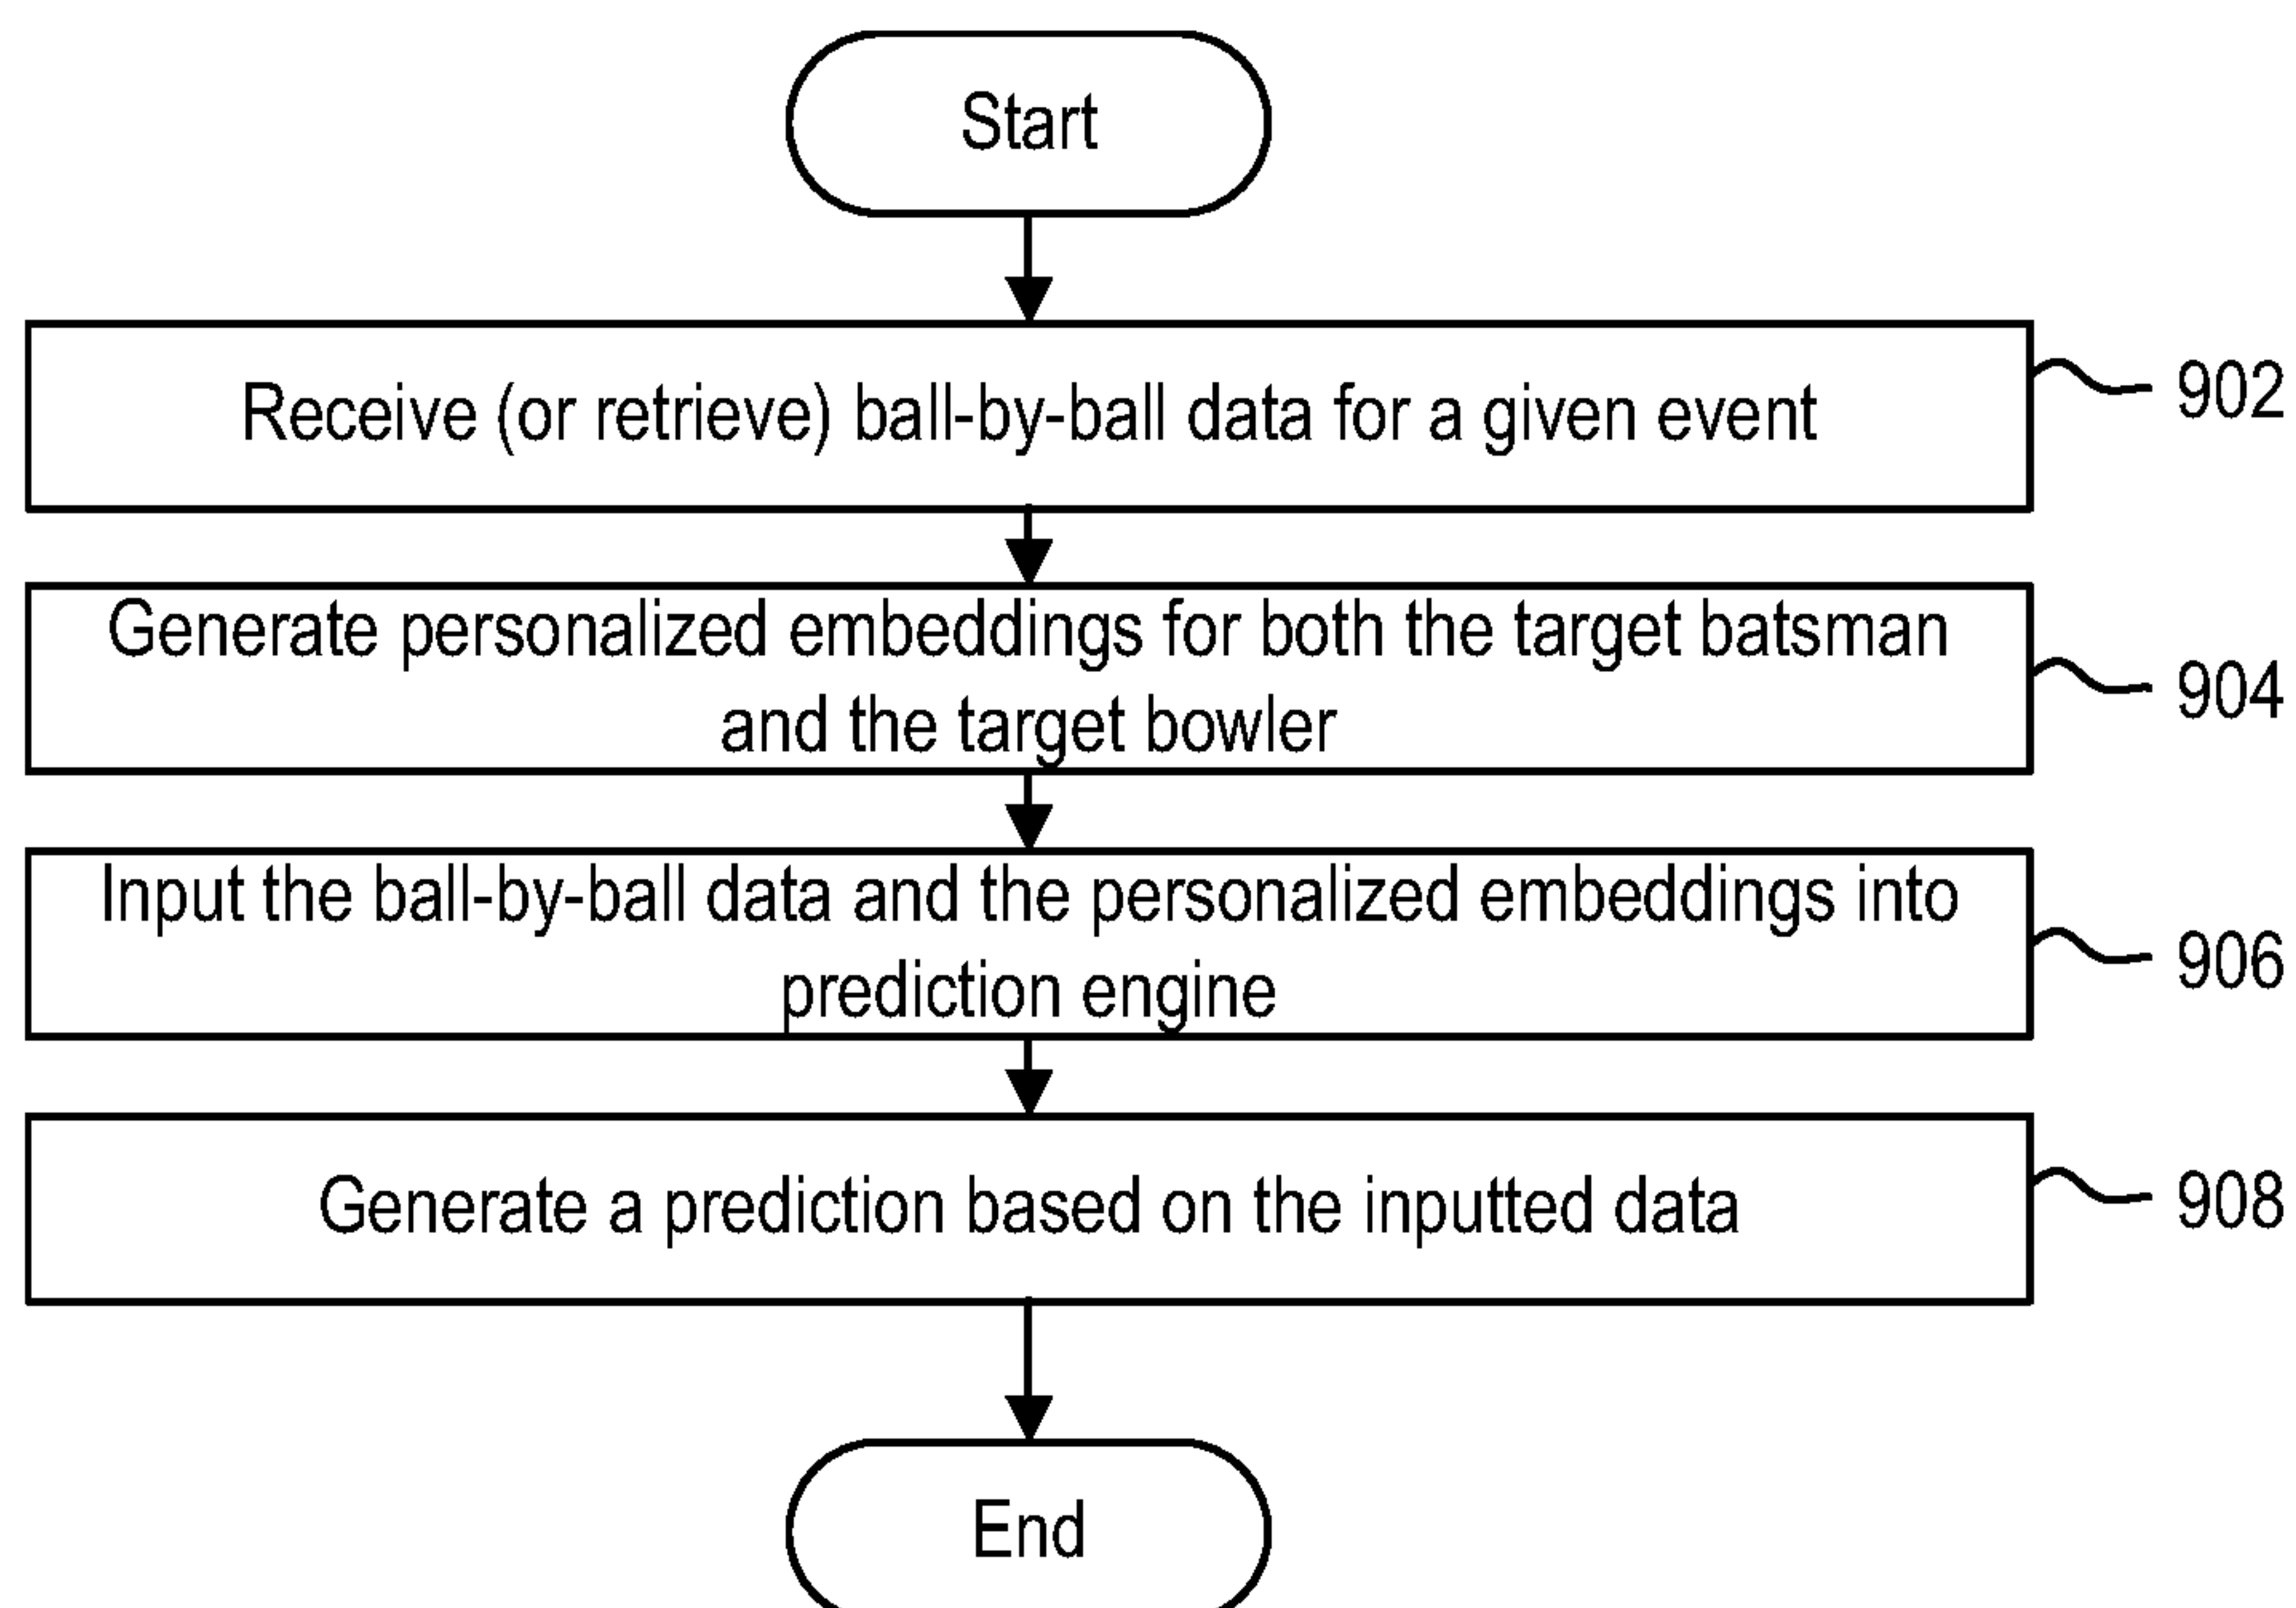 Start
Receive (or retrieve) ball-by-ball data for a given event
902
Generate personalized embeddings for both the target batsman
and the target bowler
904
Input the ball-by-ball data and the personalized embeddings into
prediction engine
906
Generate a prediction based on the inputted data
908
End